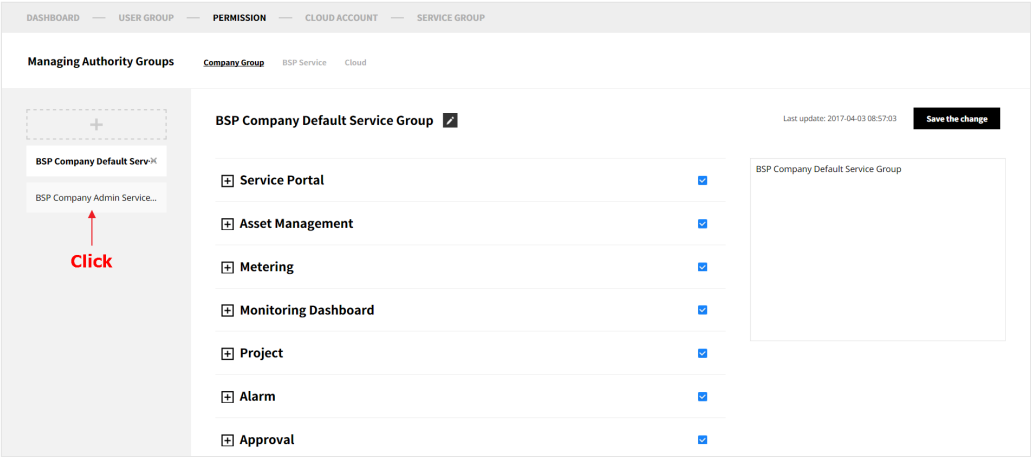 DASHBOARD — USER GROUP — PERMISSION — CLOUD ACCOUNT — SERVICE GROUP
Managing Authority Groups
Company Group BSP Service Cloud
BSP Company Default Serv
BSP Company Admin Service...
Click
BSP Company Default Service Group
Last update: 2017-04-03 08:57:03
Save the change
Service Portal
Asset Management
Metering
Monitoring Dashboard
Project
Alarm
Approval
BSP Company Default Service Group